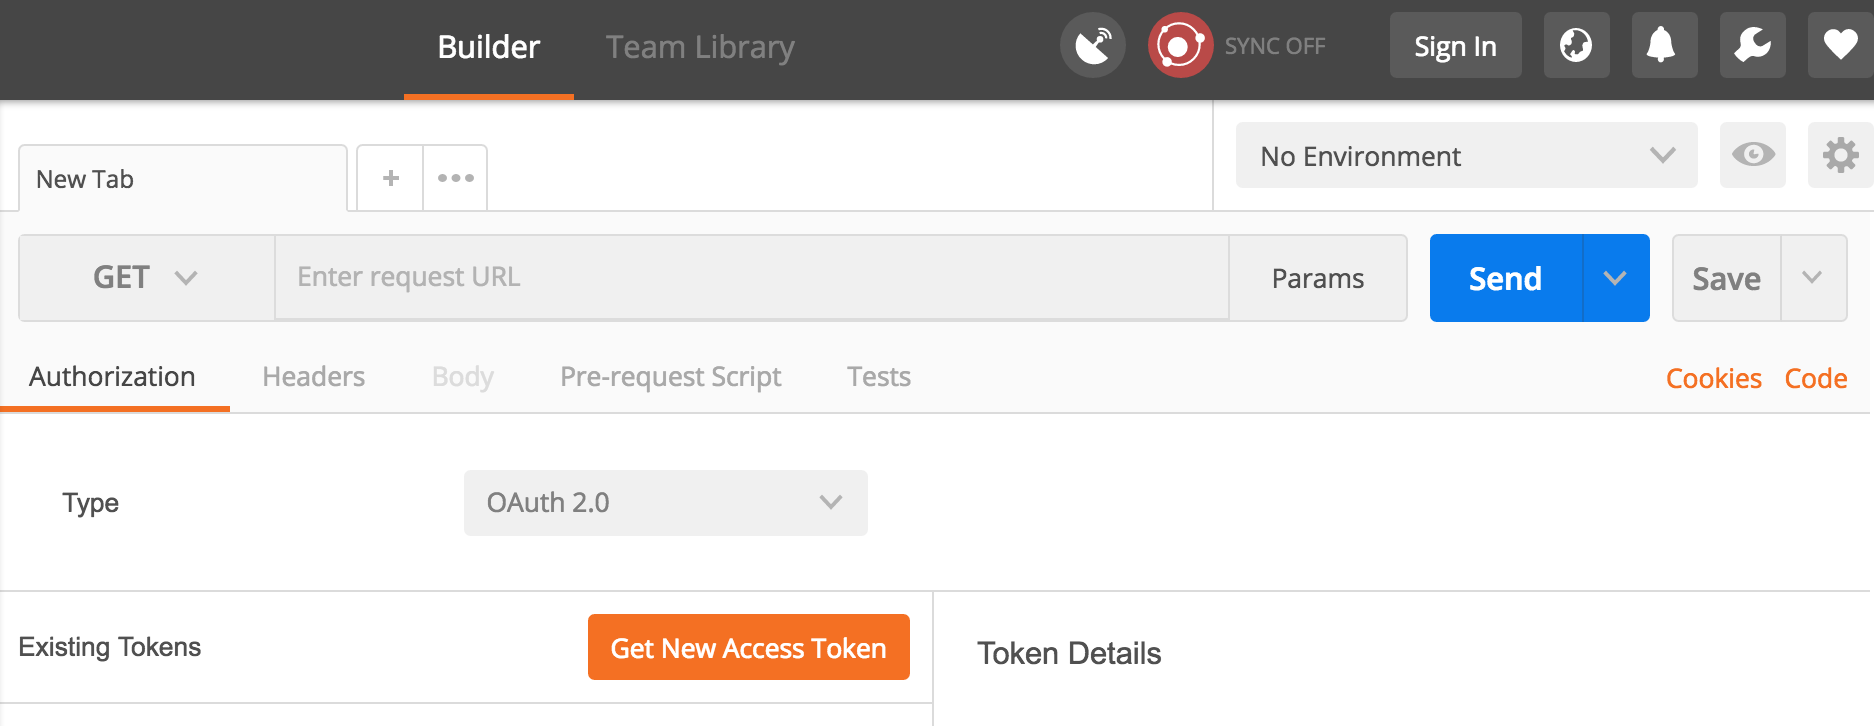 Builder Team Library SYNC OFF Sign In
New Tab + ••• No Environment
GET Enter request URL Params Send Save
Authorization Headers Body Pre-request Script Tests Cookies Code
Type OAuth 2.0
Existing Tokens Get New Access Token Token Details